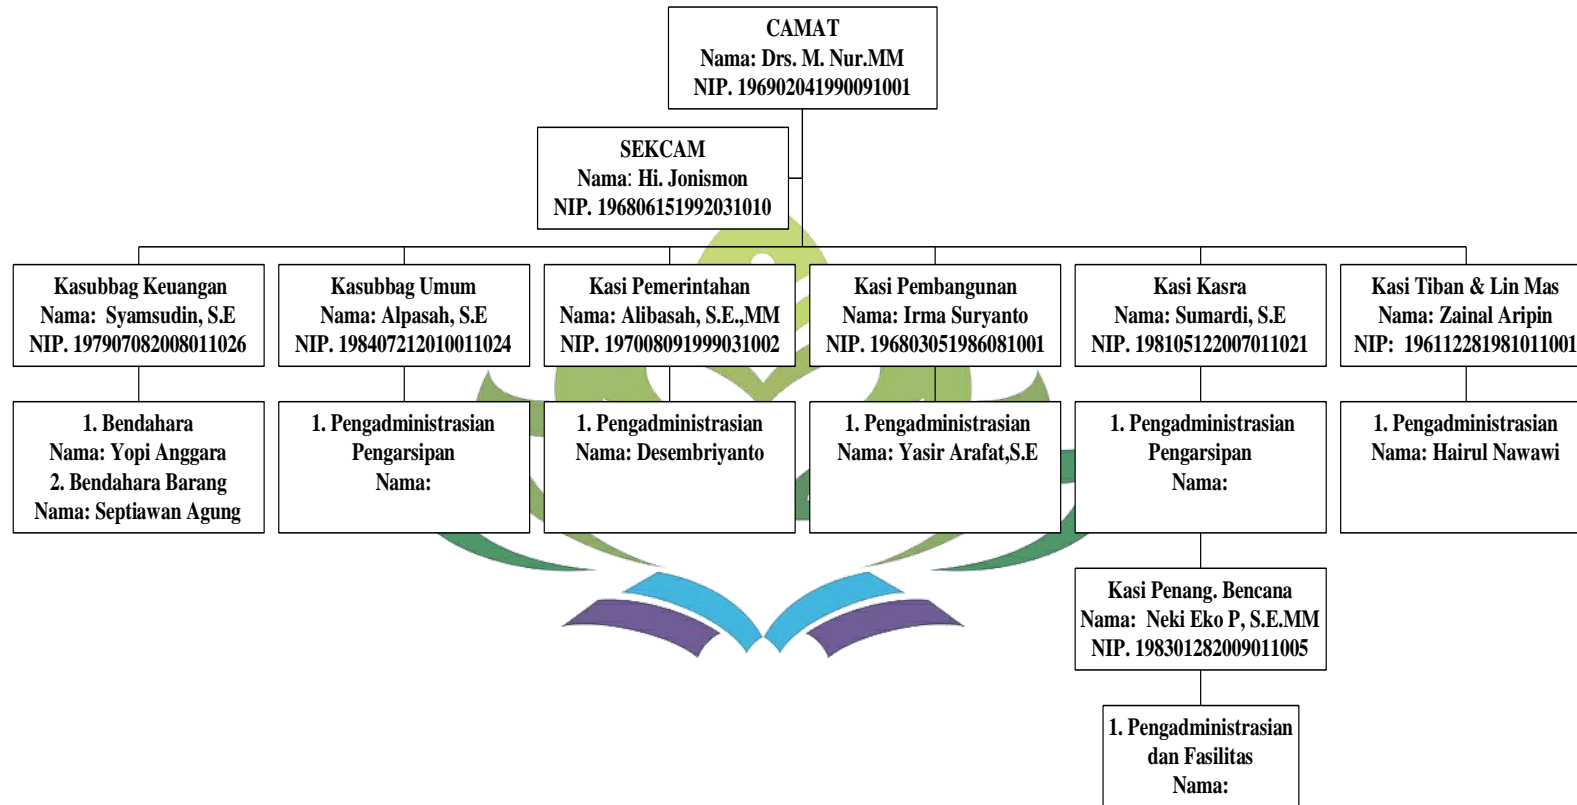 CAMAT
Nama: Drs. M. Nur.MM
NIP. 196902041990091001
SEKCAM
Nama: Hi. Jonismon
NIP. 196806151992031010
Kasubbag Keuangan
Nama: Syamsudin, S.E
NIP. 197907082008011026
Kasubbag Umum
Nama: Alpasah, S.E
NIP. 198407212010011024
Kasi Pemerintahan
Nama: Alibasah, S.E.,MM
NIP. 197008091999031002
Kasi Pembangunan
Nama: Irma Suryanto
NIP. 196803051986081001
Kasi Kasra
Nama: Sumardi, S.E
NIP. 198105122007011021
Kasi Tiban & Lin Mas
Nama: Zainal Aripin
NIP: 196112281981011001
1. Bendahara
Nama: Yopi Anggara
2. Bendahara Barang
Nama: Septiawan Agung
1. Pengadministrasian
Pengarsipan
Nama:
1. Pengadministrasian
Nama: Desembriyanto
1. Pengadministrasian
Nama: Yasir Arafat,S.E
1. Pengadministrasian
Pengarsipan
Nama:
1. Pengadministrasian
Nama: Hairul Nawawi
Kasi Penang. Bencana
Nama: Neki Eko P, S.E.MM
NIP. 198301282009011005
1. Pengadministrasian
dan Fasilitas
Nama: